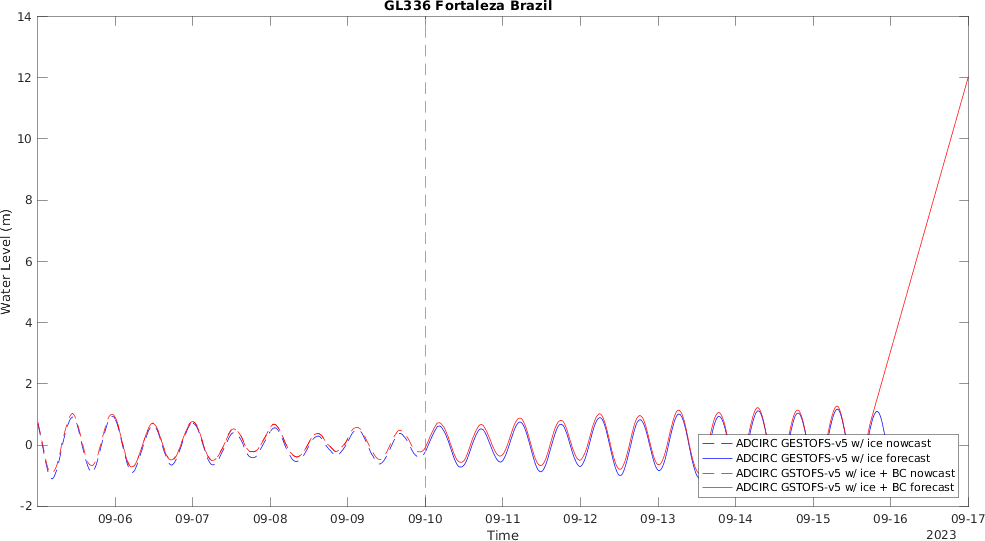 GL336 Fortaleza Brazil
14
12
10
8
6
4
2
0
-2
Water Level (m)
ADCIRC GESTOFS-v5 w/ ice nowcast
ADCIRC GESTOFS-v5 w/ ice forecast
ADCIRC GSTOFS-v5 w/ ice + BC nowcast
ADCIRC GSTOFS-v5 w/ ice + BC forecast
09-06 09-07 09-08 09-09 09-10 09-11 09-12 09-13 09-14 09-15 09-16 09-17
Time
2023